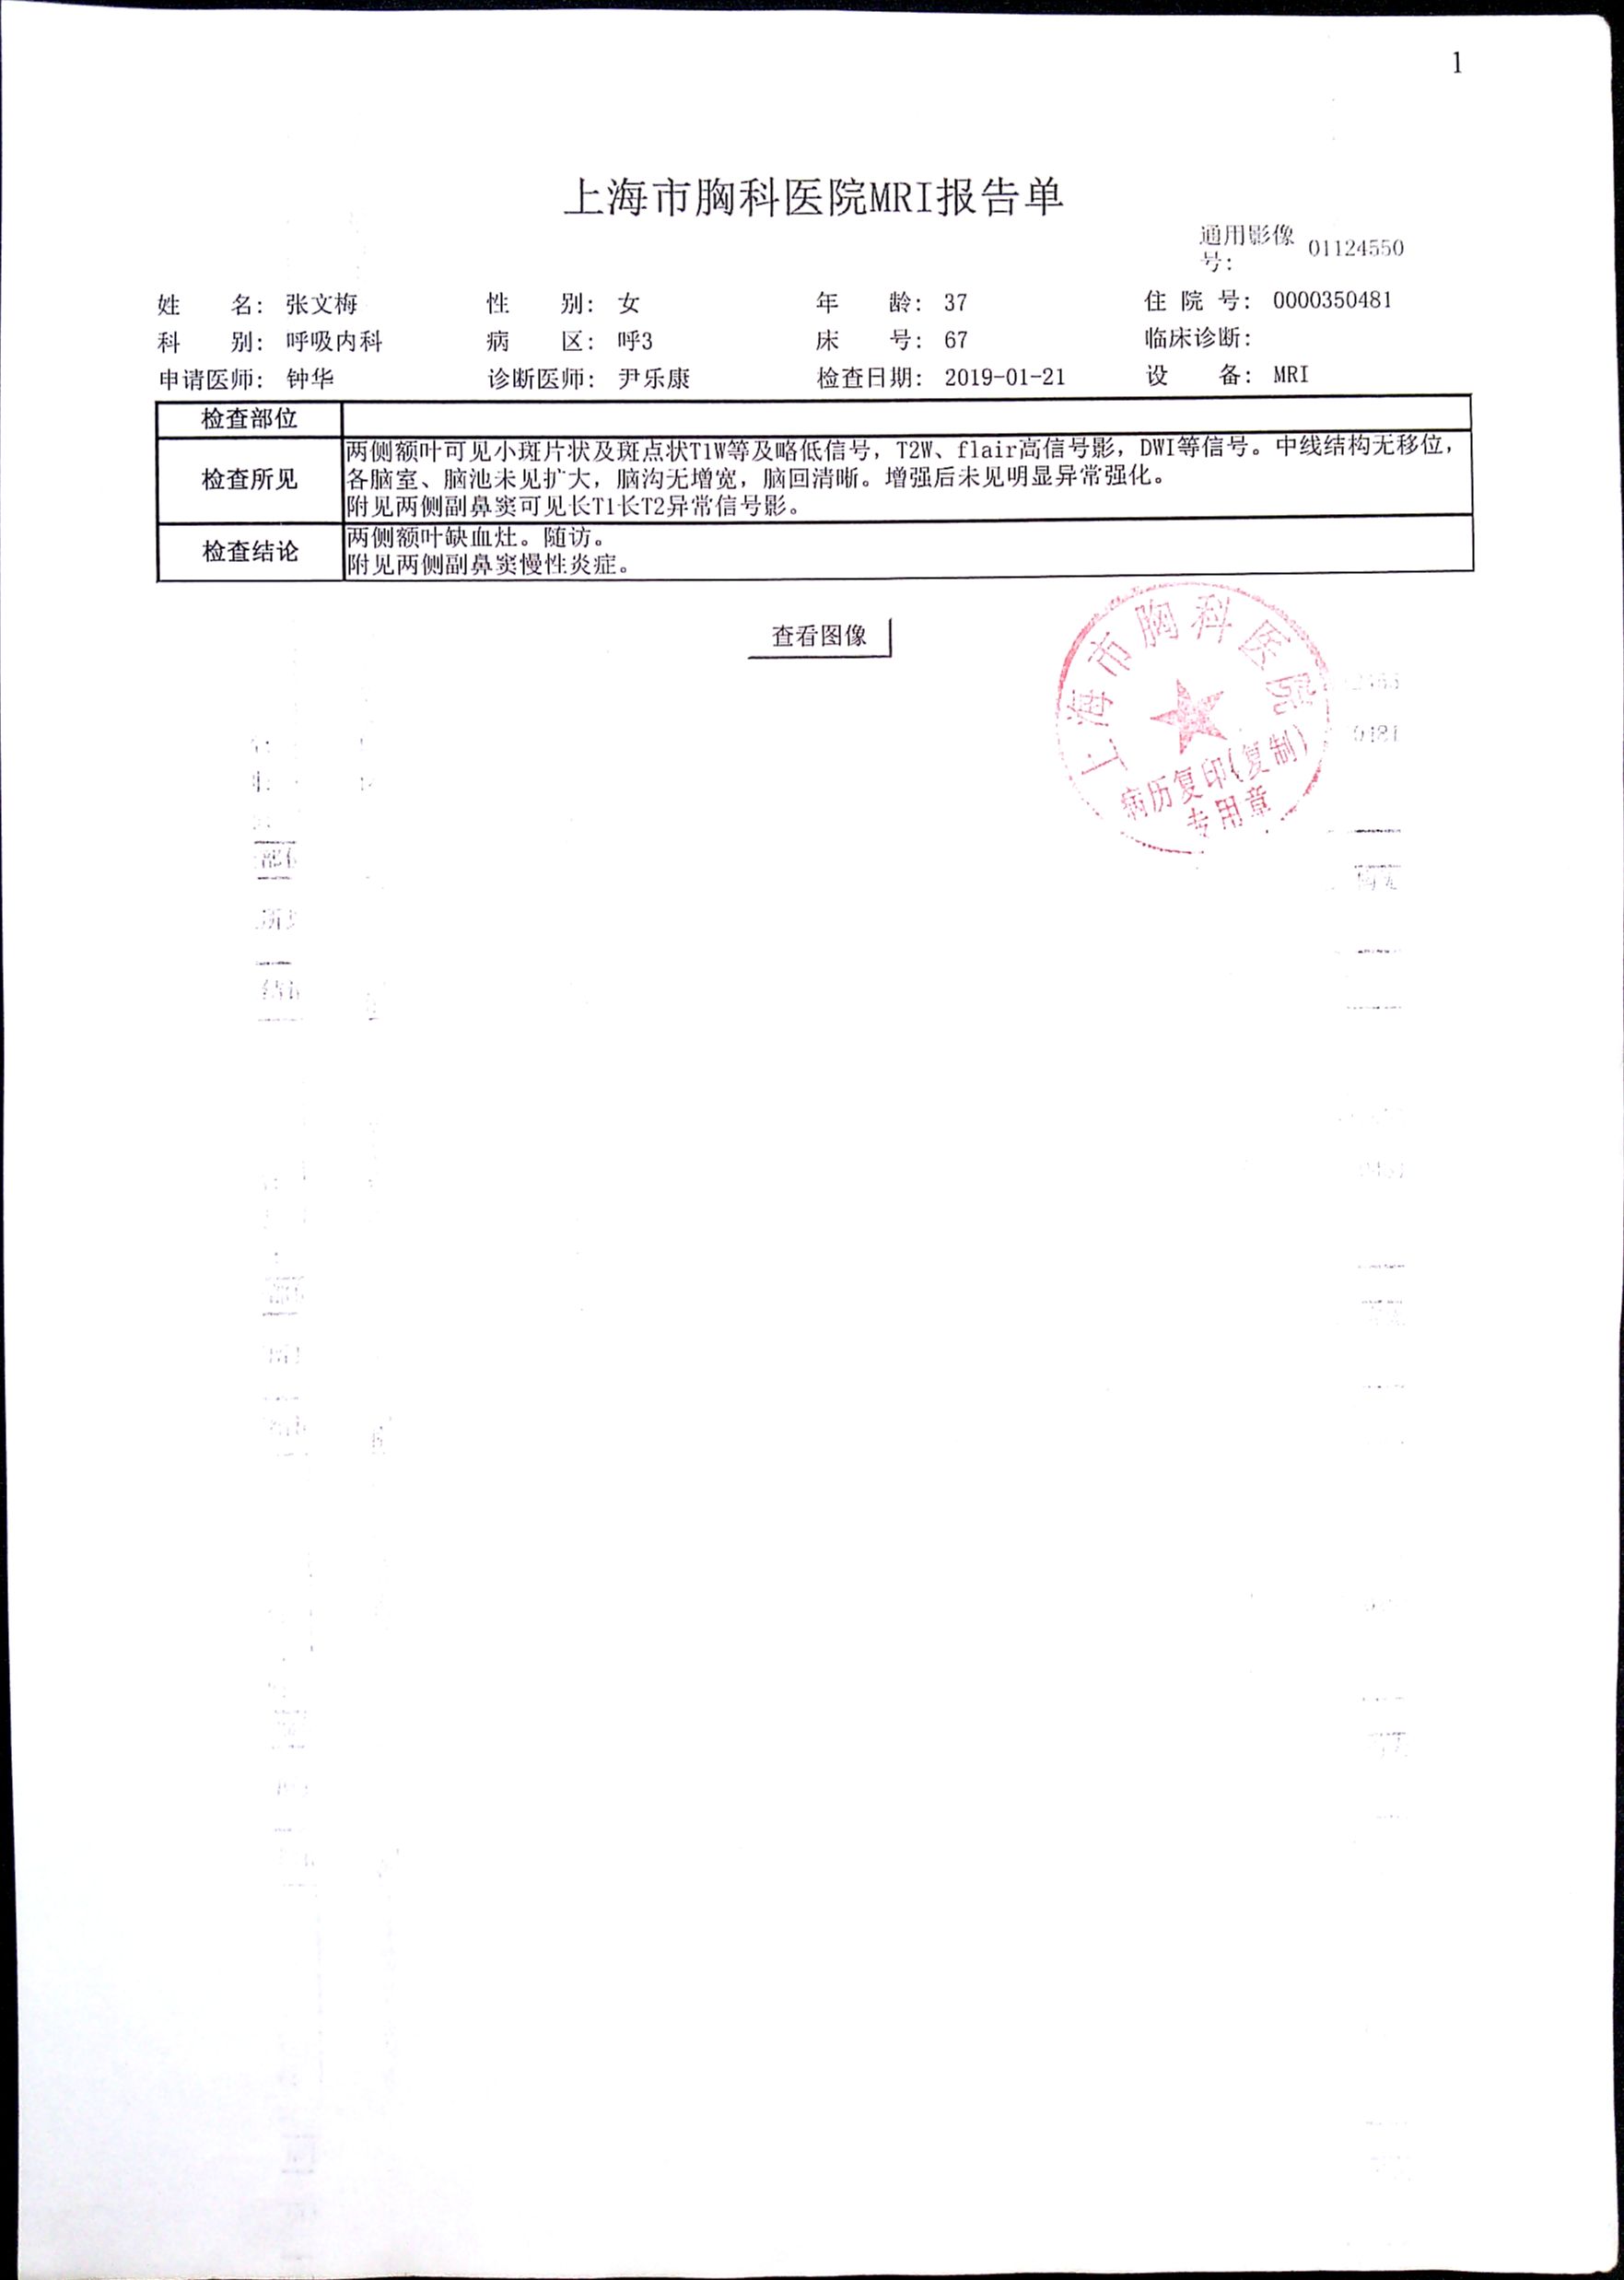 1
上海市胸科医院MRI报告单
通用影像号: 01124550
姓 名: 张文梅 性 别: 女 年 龄: 37 住 院 号: 0000350481
科 别: 呼吸内科 病 区: 呼3 床 号: 67 临床诊断:
申请医师: 钟华 诊断医师: 尹乐康 检查日期: 2019-01-21 设 备: MRI
检查部位
检查所见
两侧额叶可见小斑片状及斑点状T1W等及略低信号，T2W、flair高信号影，DWI等信号。中线结构无移位，
各脑室、脑池未见扩大，脑沟无增宽，脑回清晰。增强后未见明显异常强化。
附见两侧副鼻窦可见长T1长T2异常信号影。
检查结论
两侧额叶缺血灶。随访。
附见两侧副鼻窦慢性炎症。
查看图像
上海市胸科医院
病历复印(复制)
专用章